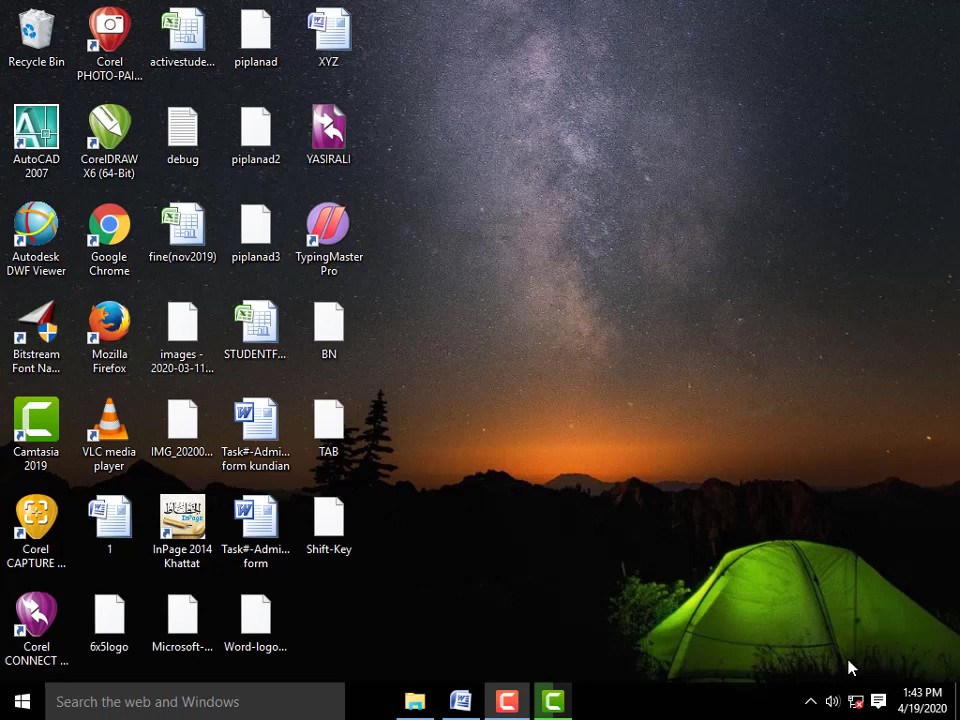 Recycle Bin
Corel
PHOTO-PAI...
activestude...
piplanad
XYZ
AutoCAD
2007
CorelDRAW
X6 (64-Bit)
debug
piplanad2
YASIRALI
Autodesk
DWF Viewer
Google
Chrome
fine(nov2019)
piplanad3
TypingMaster
Pro
Bitstream
Font Na...
Mozilla
Firefox
images -
2020-03-11...
STUDENTF...
BN
Camtasia
2019
VLC media
player
IMG_20200...
Task#-Admi...
form kundian
TAB
Corel
CAPTURE ...
1
InPage 2014
Khattat
Task#-Admi...
form
Shift-Key
Corel
CONNECT ...
6x5logo
Microsoft-...
Word-logo...
Search the web and Windows
1:43 PM
4/19/2020